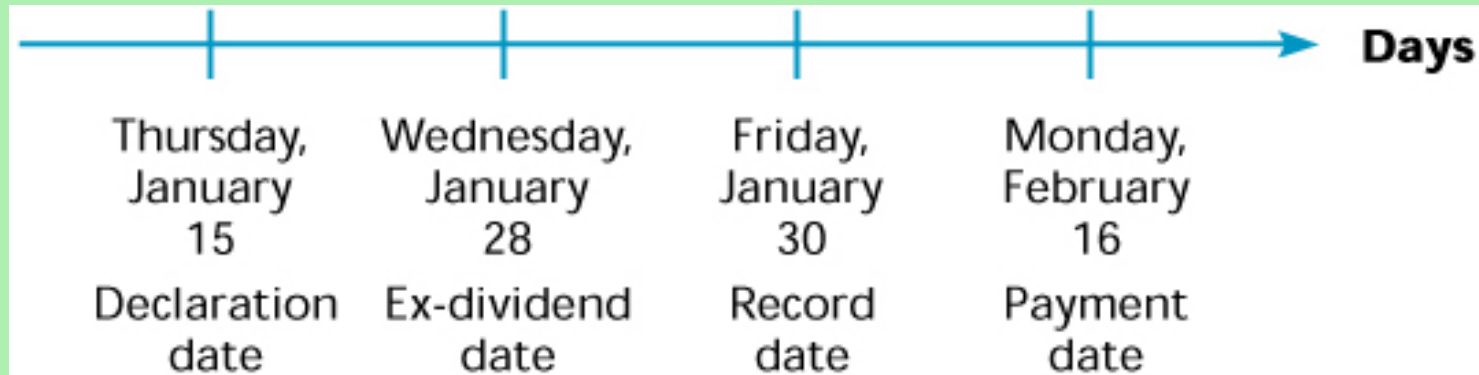 Days
Thursday,
January
15
Declaration
date
Wednesday,
January
28
Ex-dividend
date
Friday,
January
30
Record
date
Monday,
February
16
Payment
date